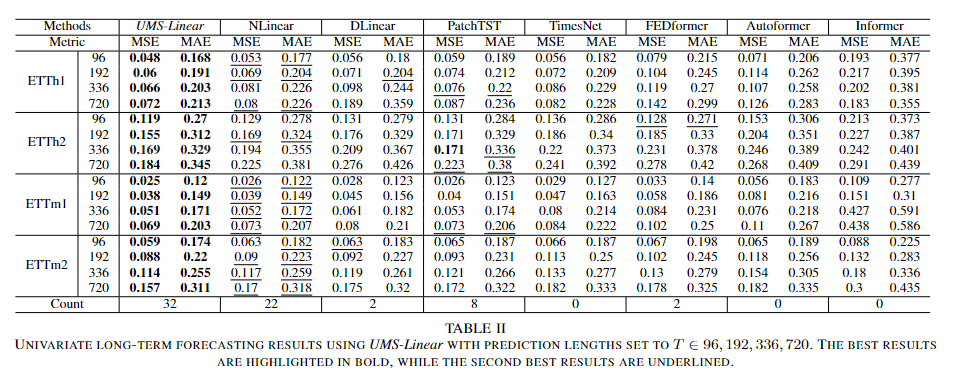 Methods UMS-Linear NLinear DLinear PatchTST TimesNet FEDformer Autoformer Informer
Metric MSE MAE MSE MAE MSE MAE MSE MAE MSE MAE MSE MAE MSE MAE MSE MAE
ETTh1
96 0.048 0.168 0.053 0.177 0.056 0.18 0.059 0.189 0.056 0.182 0.079 0.215 0.071 0.206 0.193 0.377
192 0.06 0.191 0.069 0.204 0.071 0.204 0.074 0.212 0.072 0.209 0.104 0.245 0.114 0.262 0.217 0.395
336 0.066 0.203 0.081 0.226 0.098 0.244 0.076 0.22 0.086 0.229 0.119 0.27 0.107 0.258 0.202 0.381
720 0.072 0.213 0.08 0.226 0.189 0.359 0.087 0.236 0.082 0.228 0.142 0.299 0.126 0.283 0.183 0.355
ETTh2
96 0.119 0.27 0.129 0.278 0.131 0.279 0.131 0.284 0.136 0.286 0.128 0.271 0.153 0.306 0.213 0.373
192 0.155 0.312 0.169 0.324 0.176 0.329 0.171 0.329 0.186 0.34 0.185 0.33 0.204 0.351 0.227 0.387
336 0.169 0.329 0.194 0.355 0.209 0.367 0.171 0.336 0.22 0.373 0.231 0.378 0.246 0.389 0.242 0.401
720 0.184 0.345 0.225 0.381 0.276 0.426 0.223 0.38 0.241 0.392 0.278 0.42 0.268 0.409 0.291 0.439
ETTm1
96 0.025 0.12 0.026 0.122 0.028 0.123 0.026 0.123 0.029 0.127 0.033 0.14 0.056 0.183 0.109 0.277
192 0.038 0.149 0.039 0.149 0.045 0.156 0.04 0.151 0.047 0.163 0.058 0.186 0.081 0.216 0.151 0.31
336 0.051 0.171 0.052 0.172 0.061 0.182 0.053 0.174 0.08 0.214 0.084 0.231 0.076 0.218 0.427 0.591
720 0.069 0.203 0.073 0.207 0.08 0.21 0.073 0.206 0.084 0.222 0.102 0.25 0.11 0.267 0.438 0.586
ETTm2
96 0.059 0.174 0.063 0.182 0.063 0.183 0.065 0.187 0.066 0.187 0.067 0.198 0.065 0.189 0.088 0.225
192 0.088 0.22 0.09 0.223 0.092 0.227 0.093 0.231 0.113 0.25 0.102 0.245 0.118 0.256 0.132 0.283
336 0.114 0.255 0.117 0.259 0.119 0.261 0.121 0.266 0.133 0.277 0.13 0.279 0.154 0.305 0.18 0.336
720 0.157 0.311 0.17 0.318 0.175 0.32 0.172 0.322 0.182 0.333 0.178 0.325 0.182 0.335 0.3 0.435
Count 32 22 2 8 0 2 0 0
TABLE II
UNIVARIATE LONG-TERM FORECASTING RESULTS USING UMS-Linear WITH PREDICTION LENGTHS SET TO T ∈ 96, 192, 336, 720. THE BEST RESULTS
ARE HIGHLIGHTED IN BOLD, WHILE THE SECOND BEST RESULTS ARE UNDERLINED.